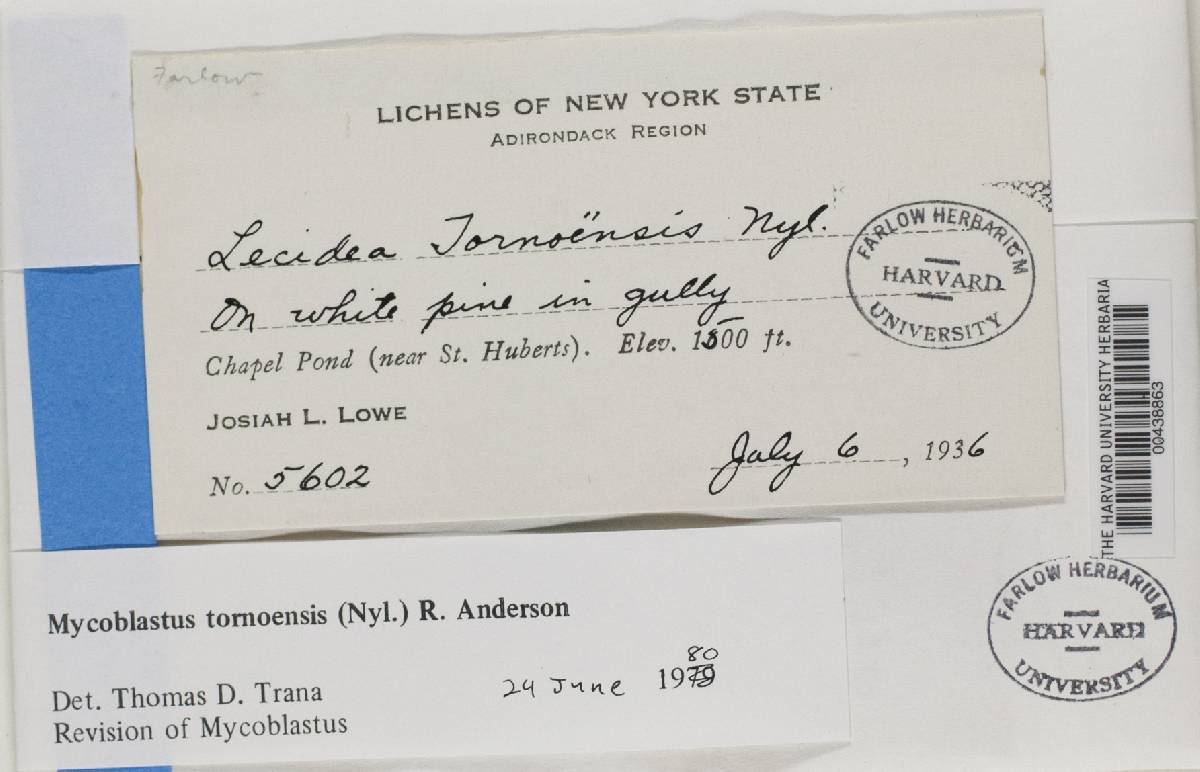 Farlow
LICHENS OF NEW YORK STATE
ADIRONDACK REGION
Lecidea Tornoënsis Nyl.
On white pine in gully
Chapel Pond (near St. Huberts). Elev. 1500 ft.
JOSIAH L. LOWE
No. 5602
July 6, 1936
FARLOW HERBARIUM
HARVARD
UNIVERSITY
THE HARVARD UNIVERSITY HERBARIA
00438863
Mycoblastus tornoensis (Nyl.) R. Anderson
80
Det. Thomas D. Trana 24 June 1979
Revision of Mycoblastus
FARLOW HERBARIUM
HARVARD
UNIVERSITY